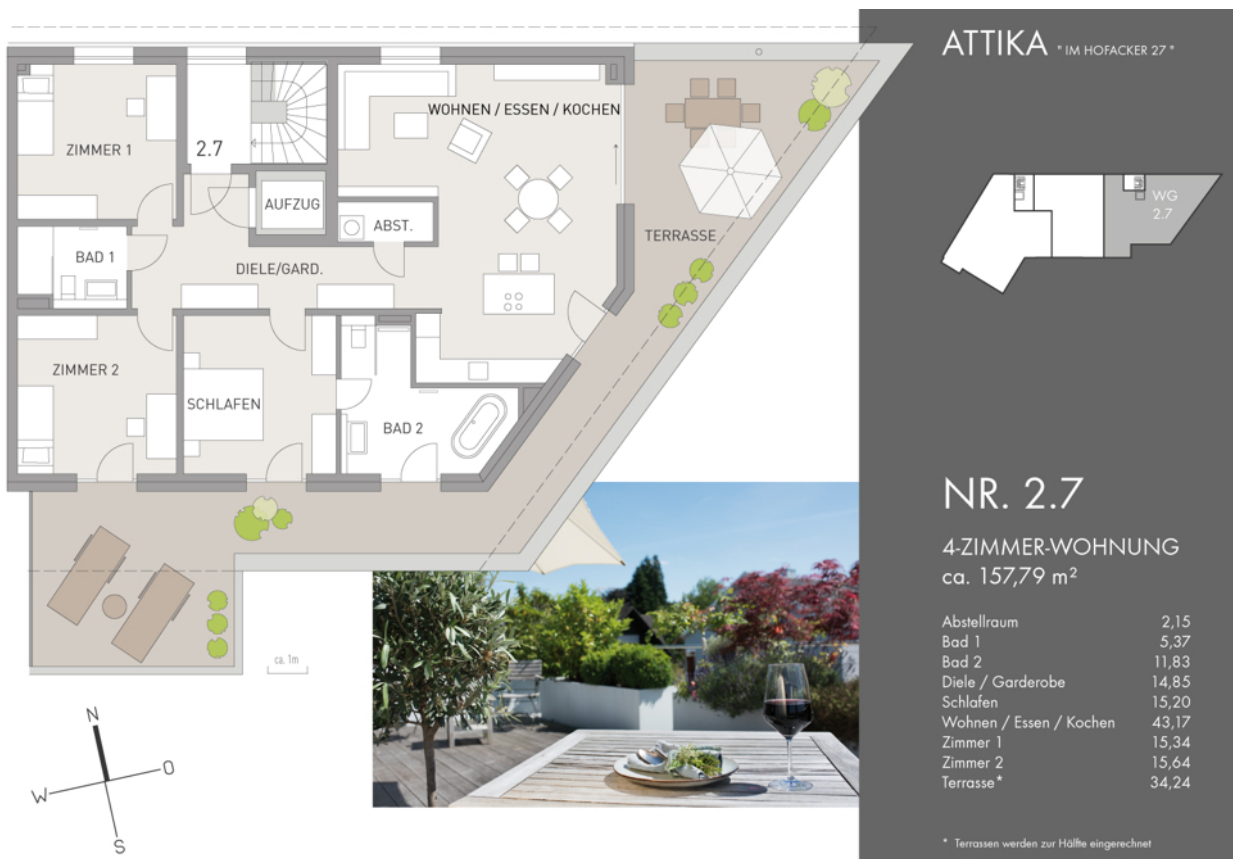 ATTIKA " IM HOFACKER 27 "
WOHNEN / ESSEN / KOCHEN
ZIMMER 1
2.7
AUFZUG
ABST.
TERRASSE
BAD 1
DIELE/GARD.
ZIMMER 2
SCHLAFEN
BAD 2
ca. 1m
N
O
W
S
WG
2.7
NR. 2.7
4-ZIMMER-WOHNUNG
ca. 157,79 m²
Abstellraum 2,15
Bad 1 5,37
Bad 2 11,83
Diele / Garderobe 14,85
Schlafen 15,20
Wohnen / Essen / Kochen 43,17
Zimmer 1 15,34
Zimmer 2 15,64
Terrasse* 34,24
* Terrassen werden zur Hälfte eingerechnet